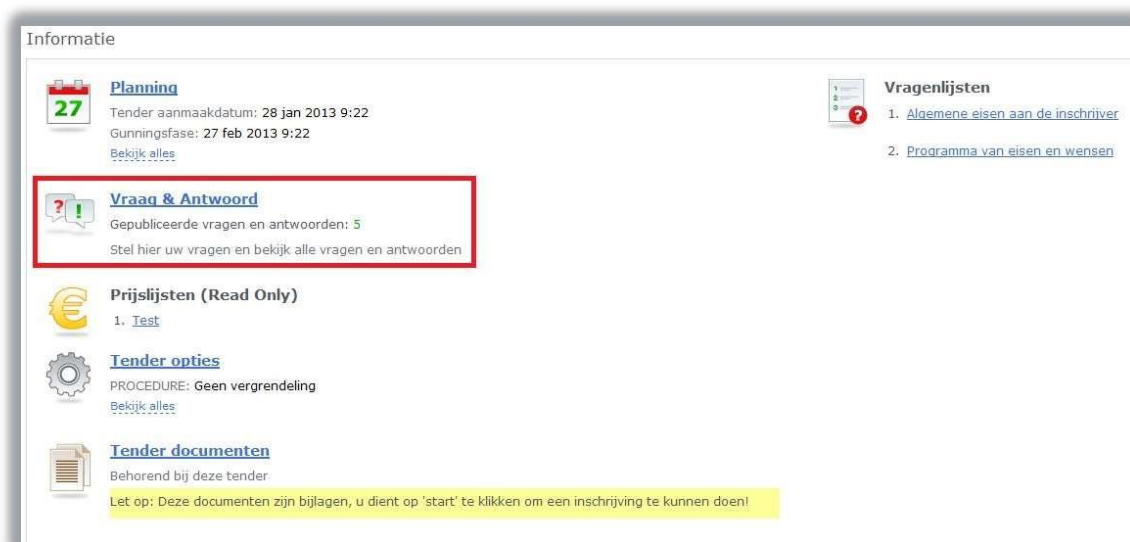 Informatie
27
Planning
Tender aanmaakdatum: 28 jan 2013 9:22
Gunningsfase: 27 feb 2013 9:22
Bekijk alles
? !
Vraag & Antwoord
Gepubliceerde vragen en antwoorden: 5
Stel hier uw vragen en bekijk alle vragen en antwoorden
€
Prijslijsten (Read Only)
1. Test
Tender opties
PROCEDURE: Geen vergrendeling
Bekijk alles
Tender documenten
Behorend bij deze tender
Let op: Deze documenten zijn bijlagen, u dient op 'start' te klikken om een inschrijving te kunnen doen!
1
2
3
?
Vragenlijsten
1. Algemene eisen aan de inschrijver
2. Programma van eisen en wensen